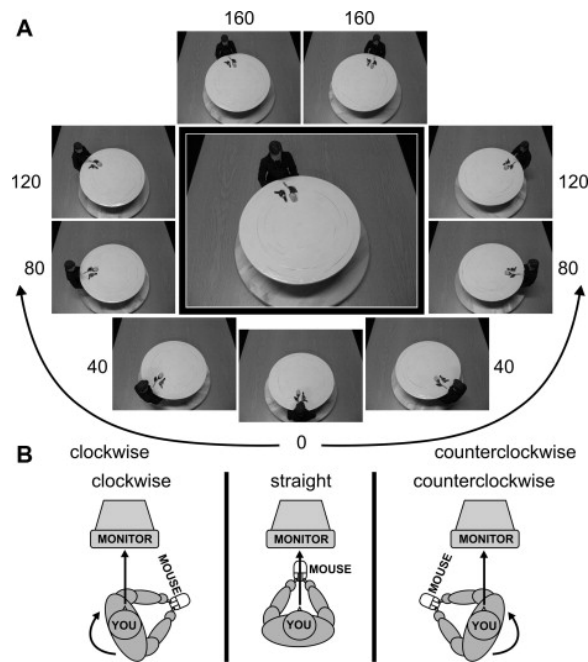 A
160 160
120 120
80 80
40 40
0
clockwise counterclockwise
B
clockwise straight counterclockwise
MONITOR MONITOR MONITOR
MOUSE MOUSE MOUSE
YOU YOU YOU